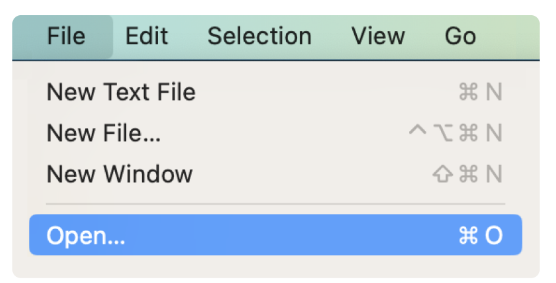 File Edit Selection View Go
New Text File ⌘ N
New File... ⌃ ⌥ ⌘ N
New Window ⇧ ⌘ N
Open... ⌘ O